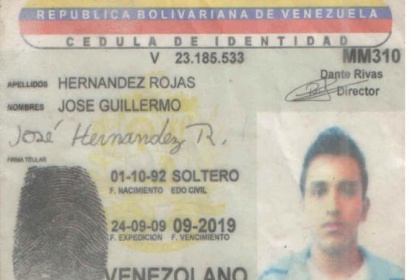 REPUBLICA BOLIVARIANA DE VENEZUELA
CEDULA DE IDENTIDAD
V 23.185.533 MM310
Dante Rivas
Director
APELLIDOS HERNANDEZ ROJAS
NOMBRES JOSE GUILLERMO
José Hernandez R.
FIRMA TITULAR
01-10-92 SOLTERO
F. NACIMIENTO EDO CIVIL
24-09-09 09-2019
F. EXPEDICION F. VENCIMIENTO
VENEZOLANO